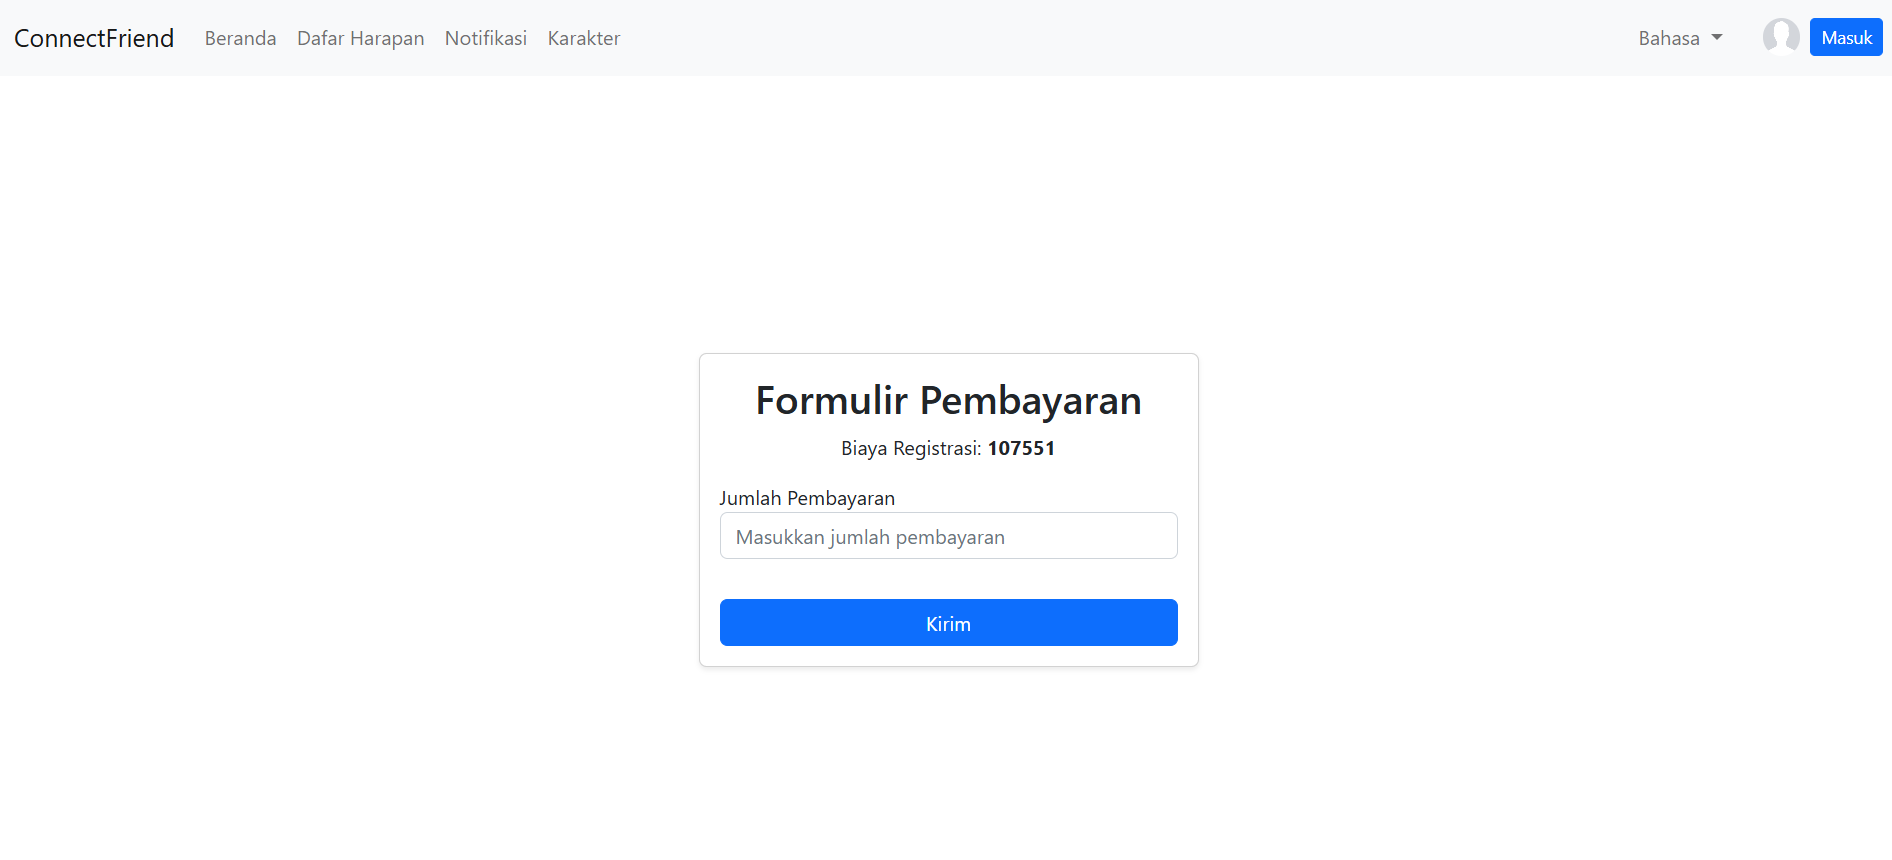 ConnectFriend Beranda Dafar Harapan Notifikasi Karakter Bahasa Masuk
Formulir Pembayaran
Biaya Registrasi: 107551
Jumlah Pembayaran
Masukkan jumlah pembayaran
Kirim